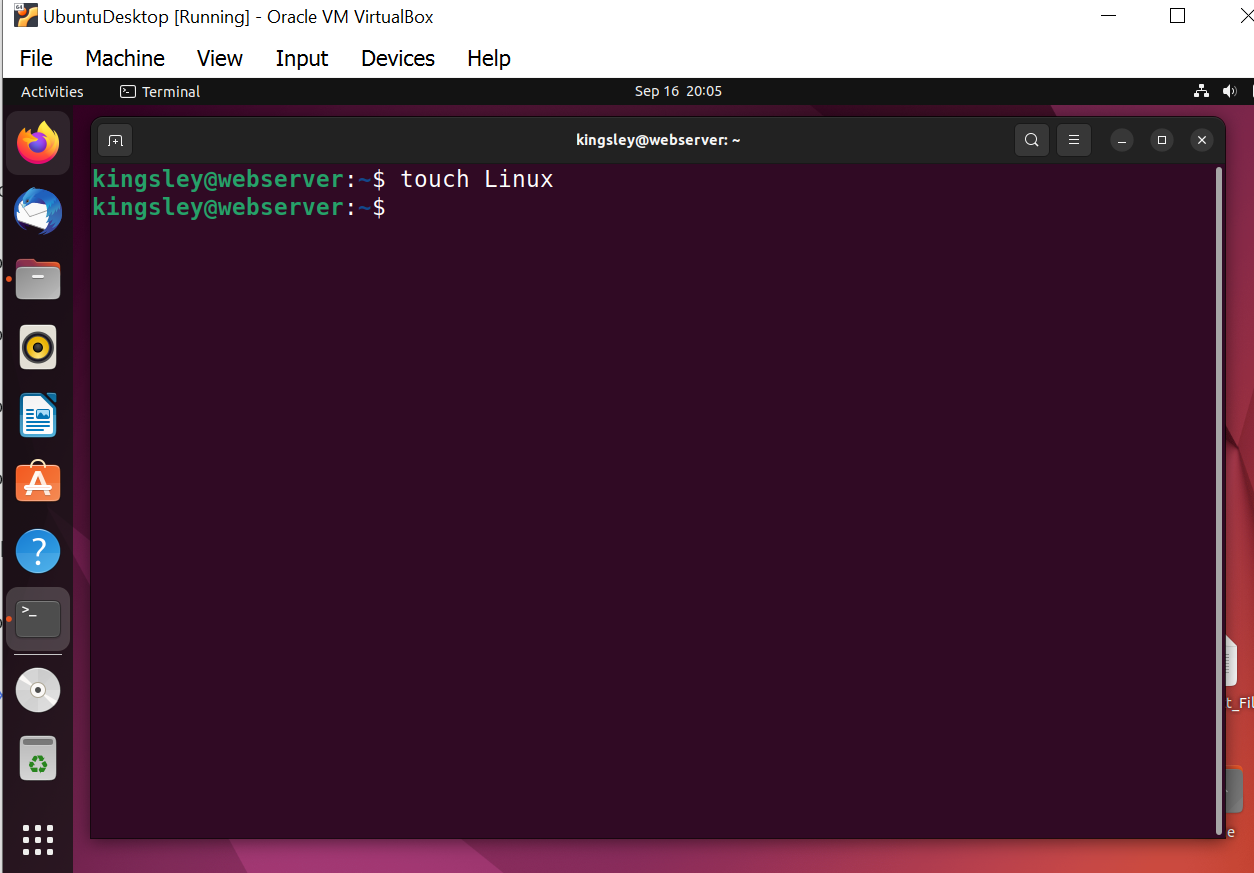 UbuntuDesktop [Running] - Oracle VM VirtualBox
File Machine View Input Devices Help
Activities Terminal Sep 16 20:05
kingsley@webserver: ~
kingsley@webserver:~$ touch Linux
kingsley@webserver:~$